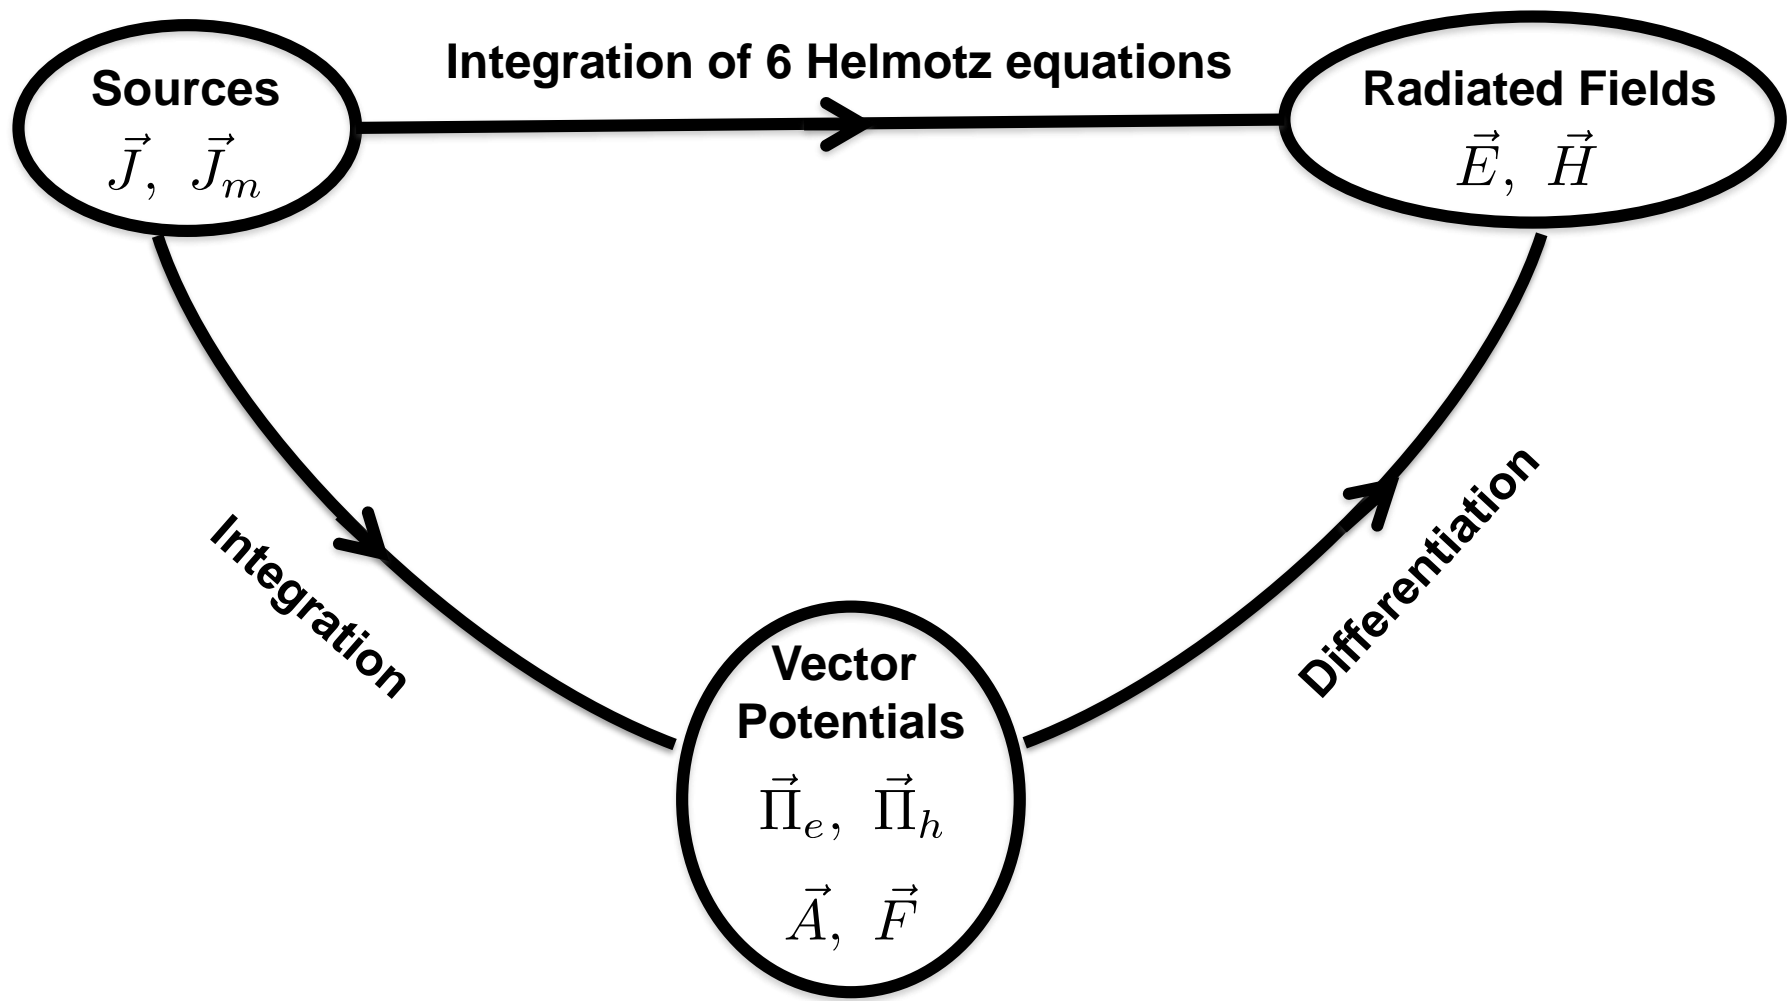 Integration of 6 Helmotz equations
Sources
J⃗, J⃗ₘ
Radiated Fields
E⃗, H⃗
Integration
Differentiation
Vector
Potentials
Π⃗ₑ, Π⃗ₕ
A⃗, F⃗